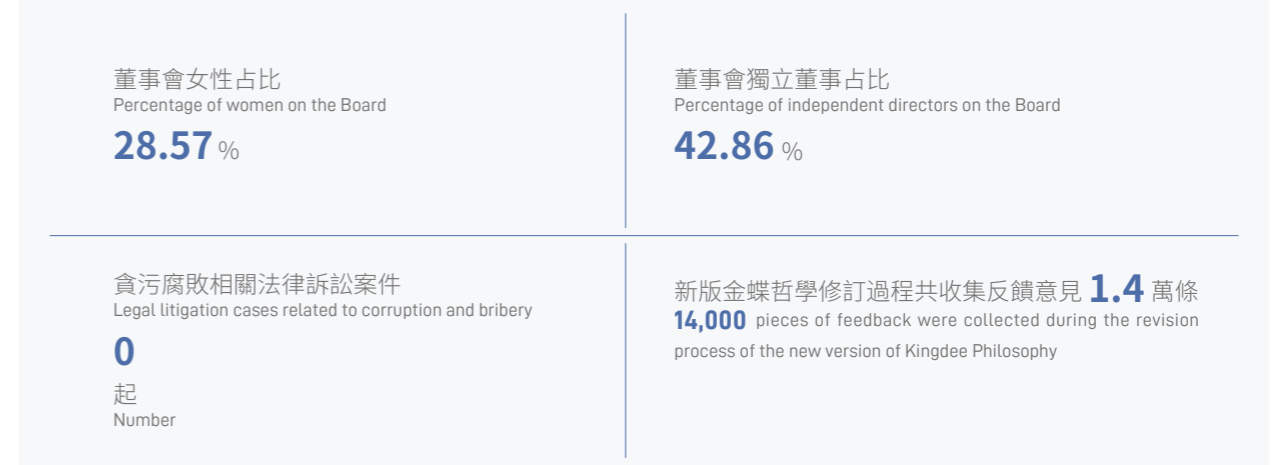 董事會女性占比
Percentage of women on the Board
28.57 %
董事會獨立董事占比
Percentage of independent directors on the Board
42.86 %
貪污腐敗相關法律訴訟案件
Legal litigation cases related to corruption and bribery
0
起
Number
新版金蝶哲學修訂過程共收集反饋意見 1.4 萬條
14,000 pieces of feedback were collected during the revision
process of the new version of Kingdee Philosophy